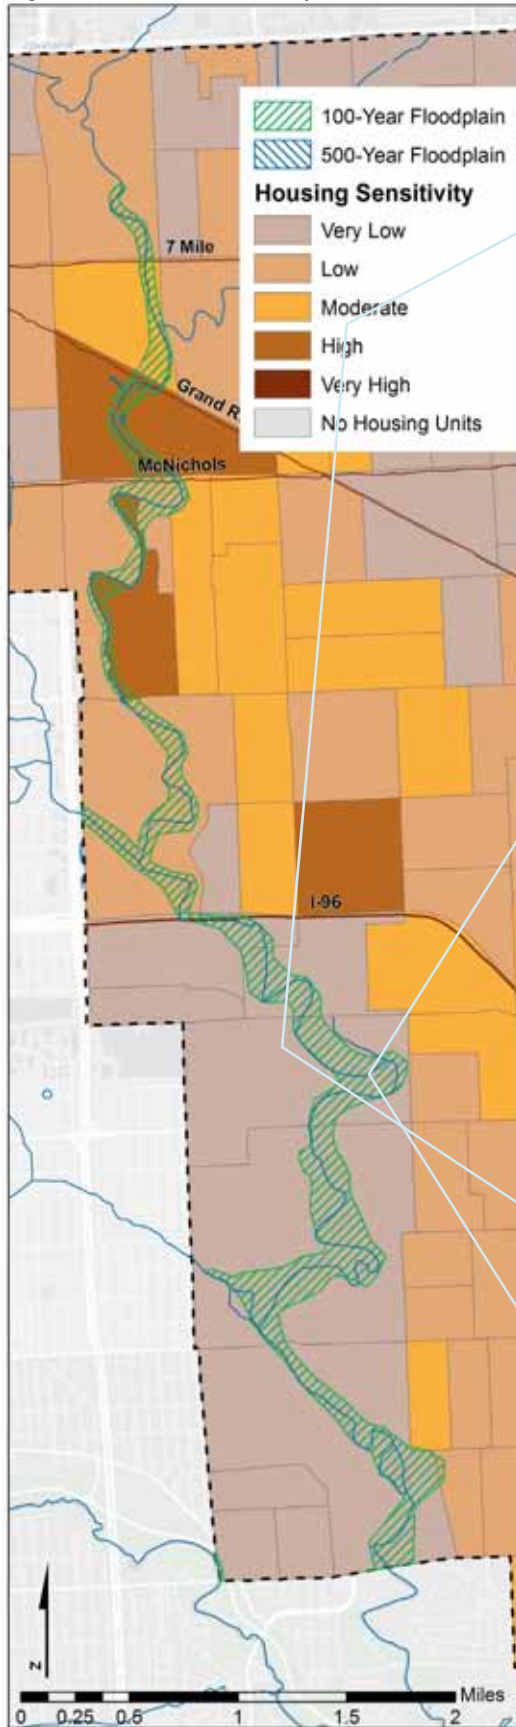 100-Year Floodplain
500-Year Floodplain
Housing Sensitivity
Very Low
Low
Moderate
High
Very High
No Housing Units
7 Mile
Grand R.
McNichols
I-96
N
0 0.25 0.5 1 1.5 2 Miles